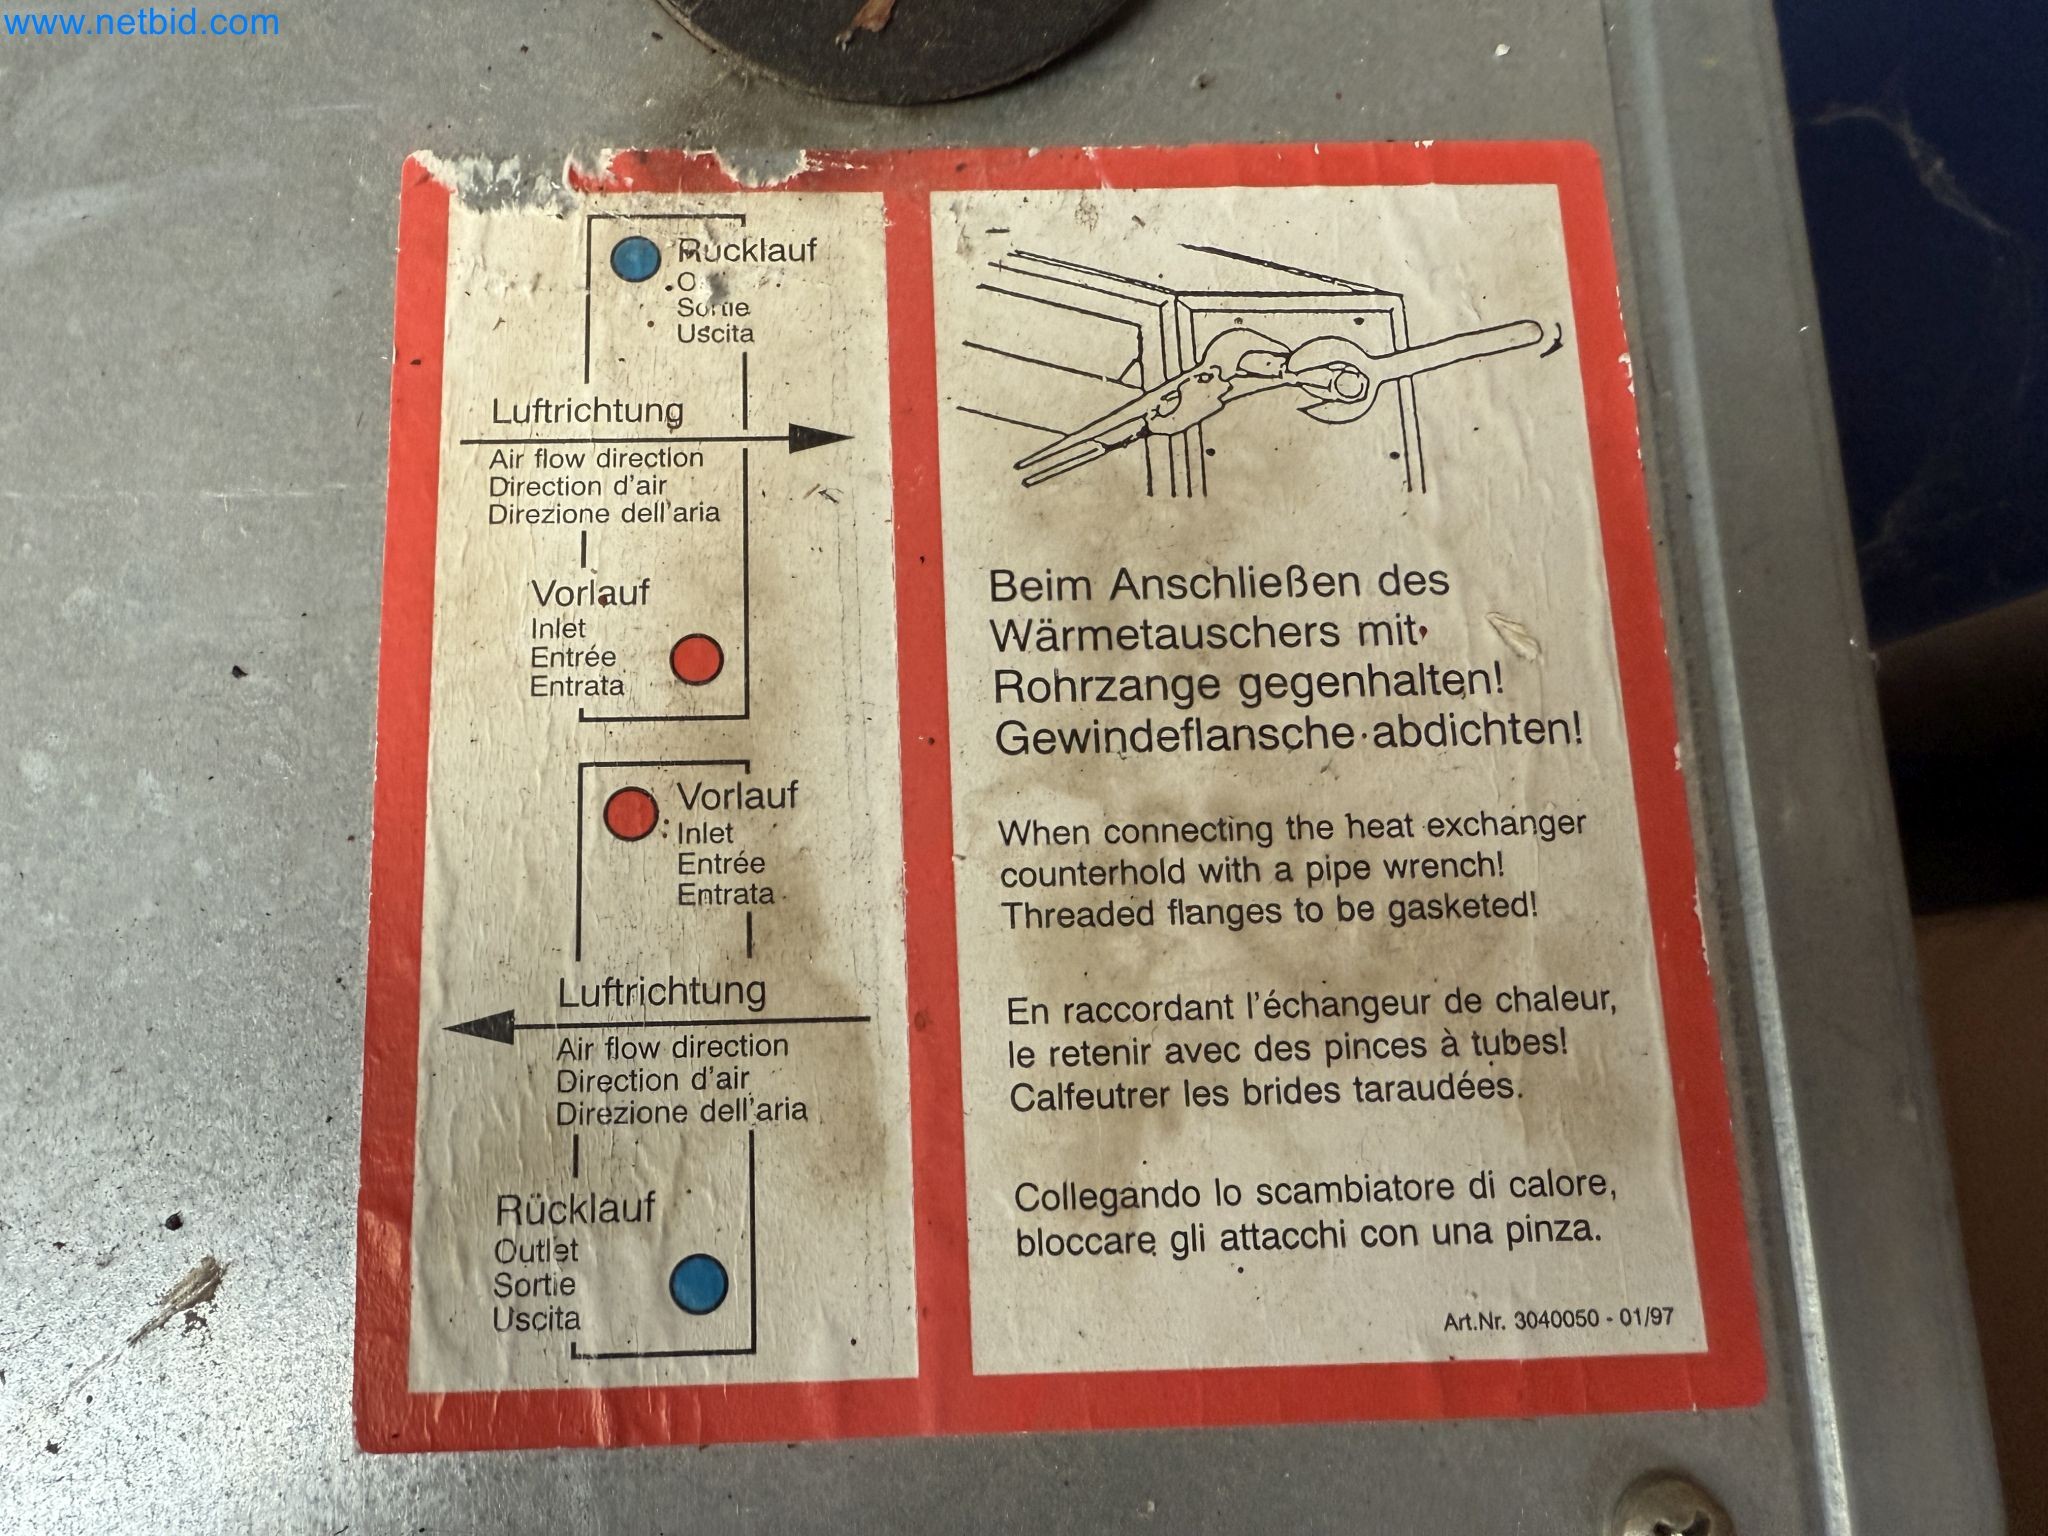 www.netbid.com
Rücklauf
Sortie
Uscita
Luftrichtung
Air flow direction
Direction d'air
Direzione dell'aria
Vorlauf
Inlet
Entrée
Entrata
Vorlauf
Inlet
Entrée
Entrata
Luftrichtung
Air flow direction
Direction d'air
Direzione dell'aria
Rücklauf
Outlet
Sortie
Uscita
Beim Anschließen des
Wärmetauschers mit
Rohrzange gegenhalten!
Gewindeflansche abdichten!
When connecting the heat exchanger
counterhold with a pipe wrench!
Threaded flanges to be gasketed!
En raccordant l'échangeur de chaleur,
le retenir avec des pinces à tubes!
Calfeutrer les brides taraudées.
Collegando lo scambiatore di calore,
bloccare gli attacchi con una pinza.
Art.Nr. 3040050 - 01/97